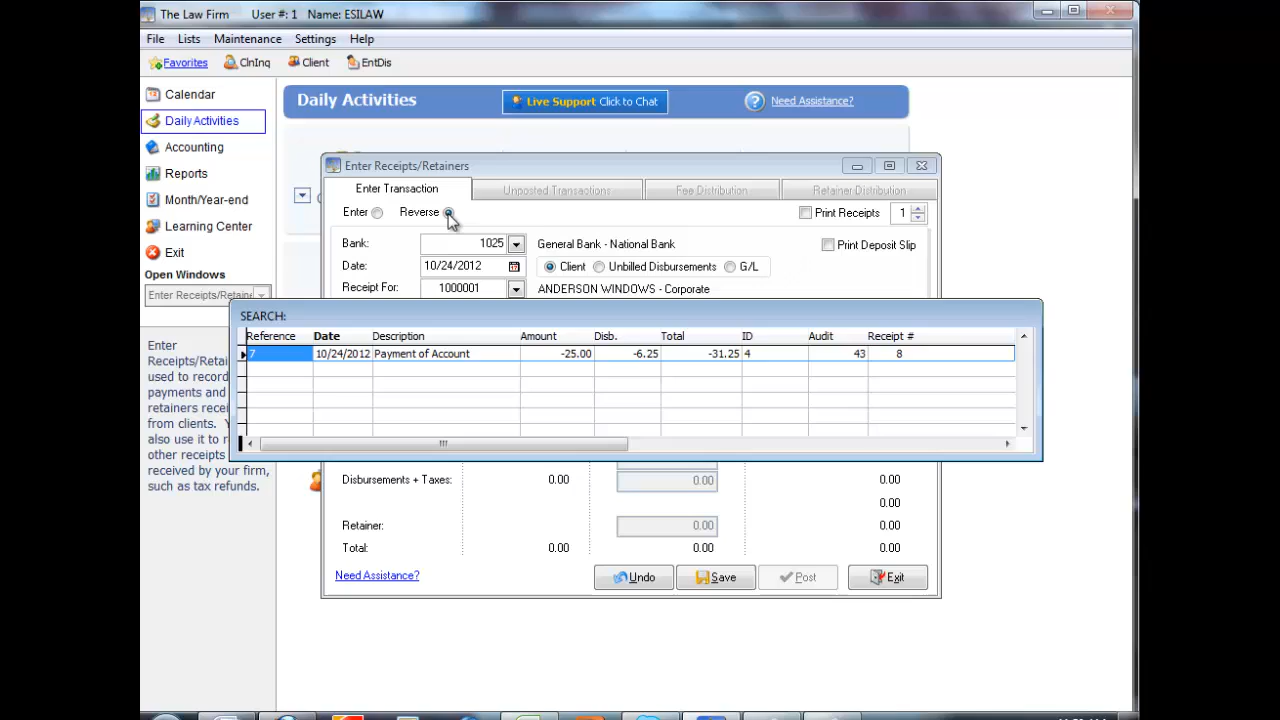 The Law Firm User #: 1 Name: ESILAW
File Lists Maintenance Settings Help
Favorites ClnInq Client EntDis
Calendar
Daily Activities
Accounting
Reports
Month/Year-end
Learning Center
Exit
Open Windows
Enter Receipts/Retaine
Enter
Receipts/Retai
used to record
payments and
retainers recei
from clients. Y
also use it to r
other receipts
received by your firm,
such as tax refunds.
Daily Activities
Live Support Click to Chat
Need Assistance?
Enter Receipts/Retainers
Enter Transaction Unposted Transactions Fee Distribution Retainer Distribution
Enter Reverse Print Receipts 1
Bank: 1025 General Bank - National Bank Print Deposit Slip
Date: 10/24/2012 Client Unbilled Disbursements G/L
Receipt For: 1000001 ANDERSON WINDOWS - Corporate
SEARCH:
Reference Date Description Amount Disb. Total ID Audit Receipt #
7 10/24/2012 Payment of Account -25.00 -6.25 -31.25 4 43 8
Disbursements + Taxes: 0.00 0.00 0.00
0.00
Retainer: 0.00 0.00
Total: 0.00 0.00 0.00
Need Assistance? Undo Save Post Exit